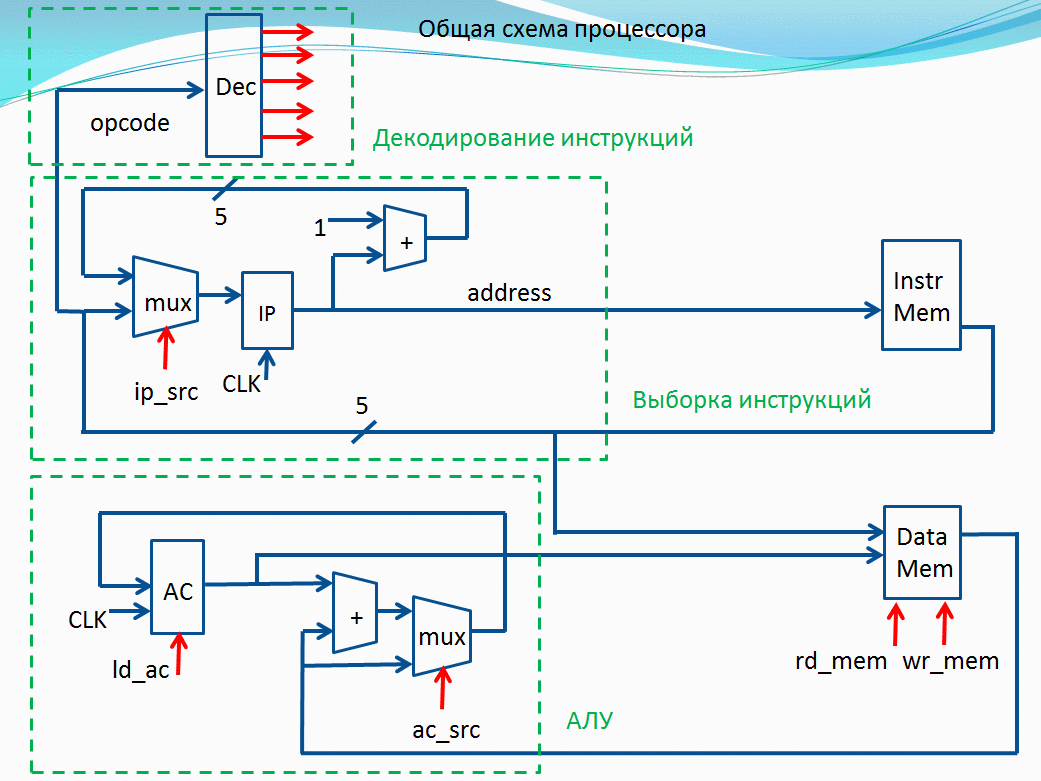 Общая схема процессора
Dec
opcode
Декодирование инструкций
5
1
+
mux
IP
address
Instr
Mem
ip_src
CLK
5
Выборка инструкций
AC
CLK
ld_ac
+
mux
ac_src
АЛУ
Data
Mem
rd_mem
wr_mem